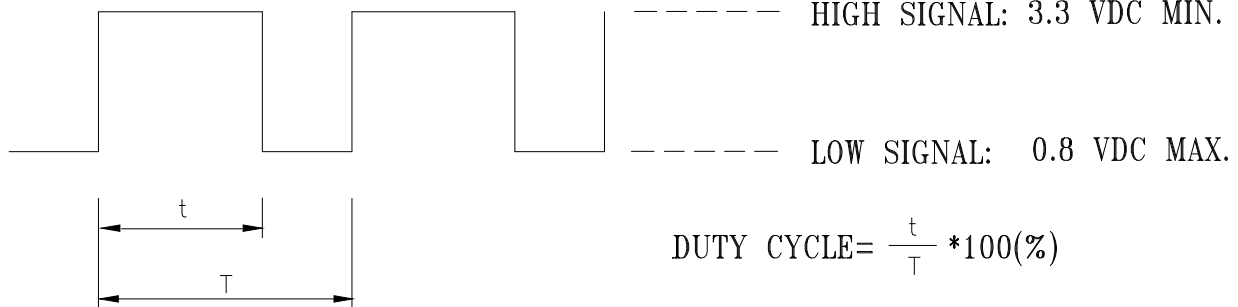 HIGH SIGNAL: 3.3 VDC MIN.
LOW SIGNAL: 0.8 VDC MAX.
t
T
DUTY CYCLE= t/T *100(%)